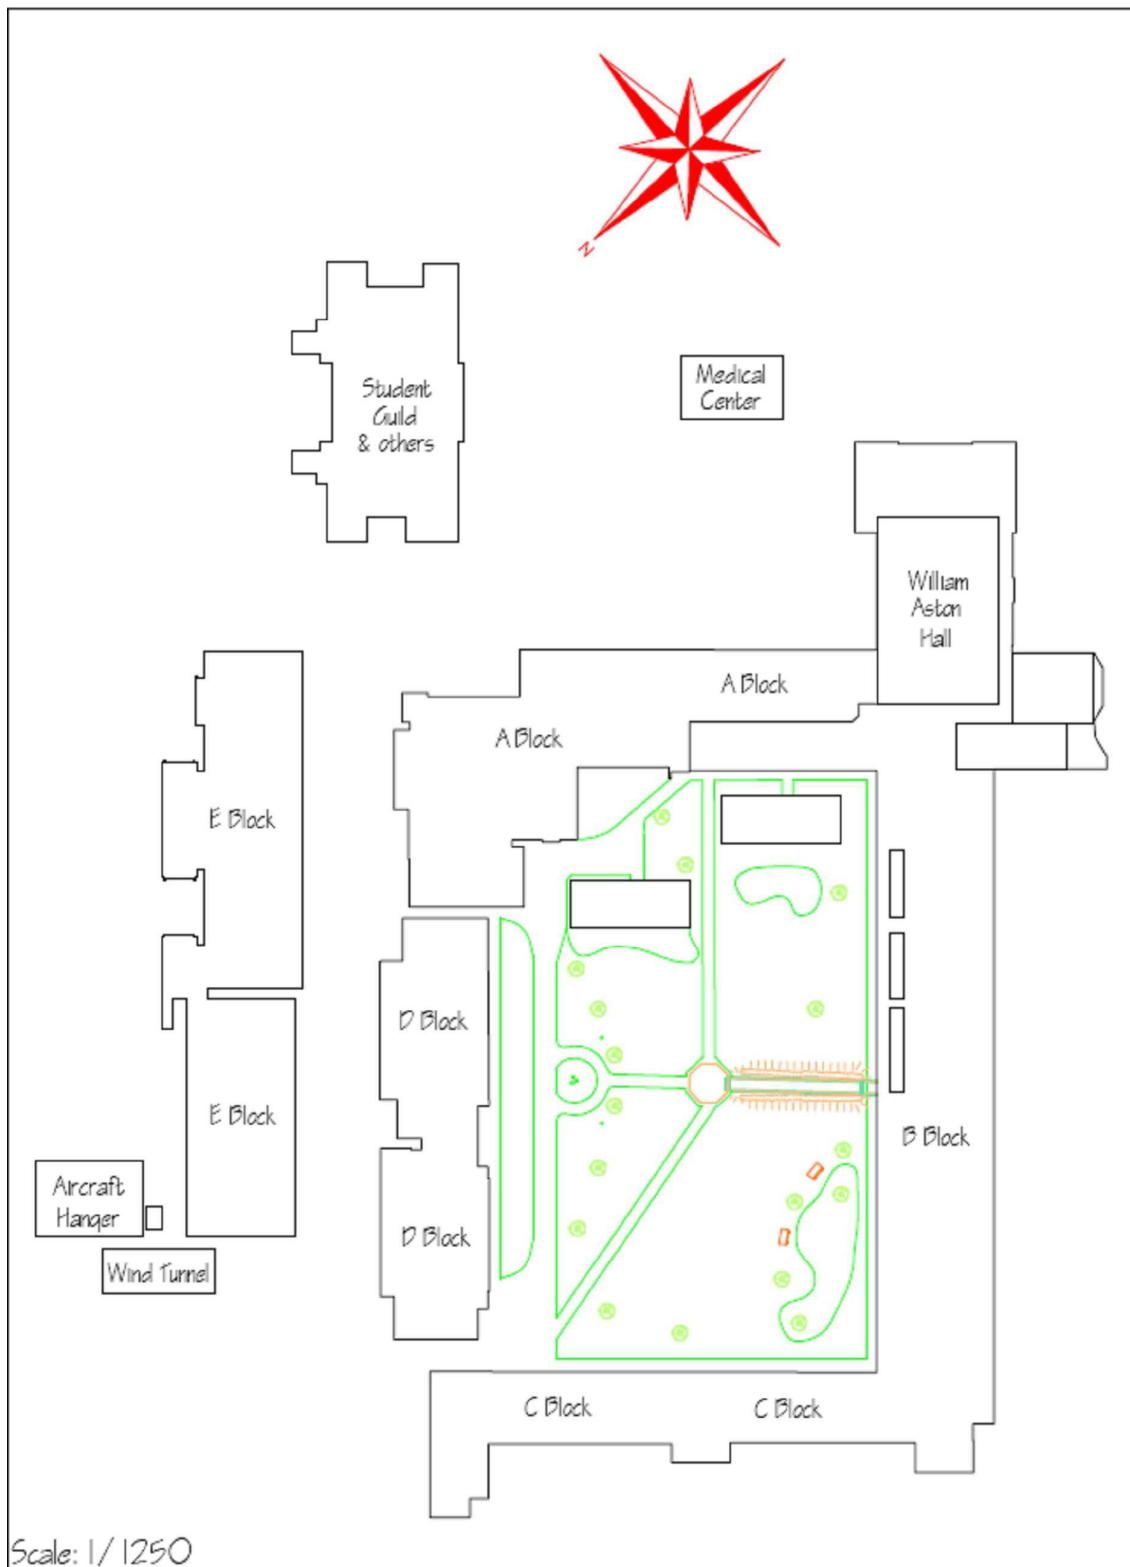 N
Student
Guild
& others
Medical
Center
William
Aston
Hall
A Block
A Block
E Block
D Block
E Block
B Block
Aircraft
Hanger
D Block
Wind Tunnel
C Block
C Block
Scale: 1/1250